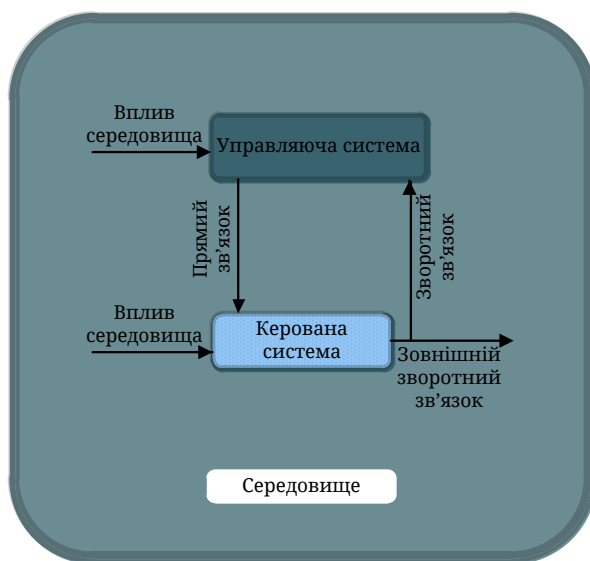 Вплив
середовища
Управляюча система
Прямий
зв’язок
Зворотний
зв’язок
Вплив
середовища
Керована
система
Зовнішній
зворотний
зв’язок
Середовище